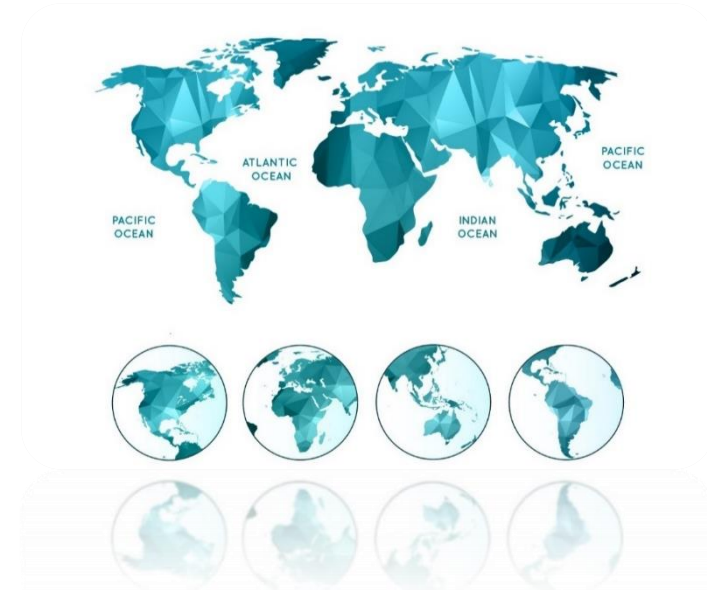 ATLANTIC
OCEAN
PACIFIC
OCEAN
PACIFIC
OCEAN
INDIAN
OCEAN